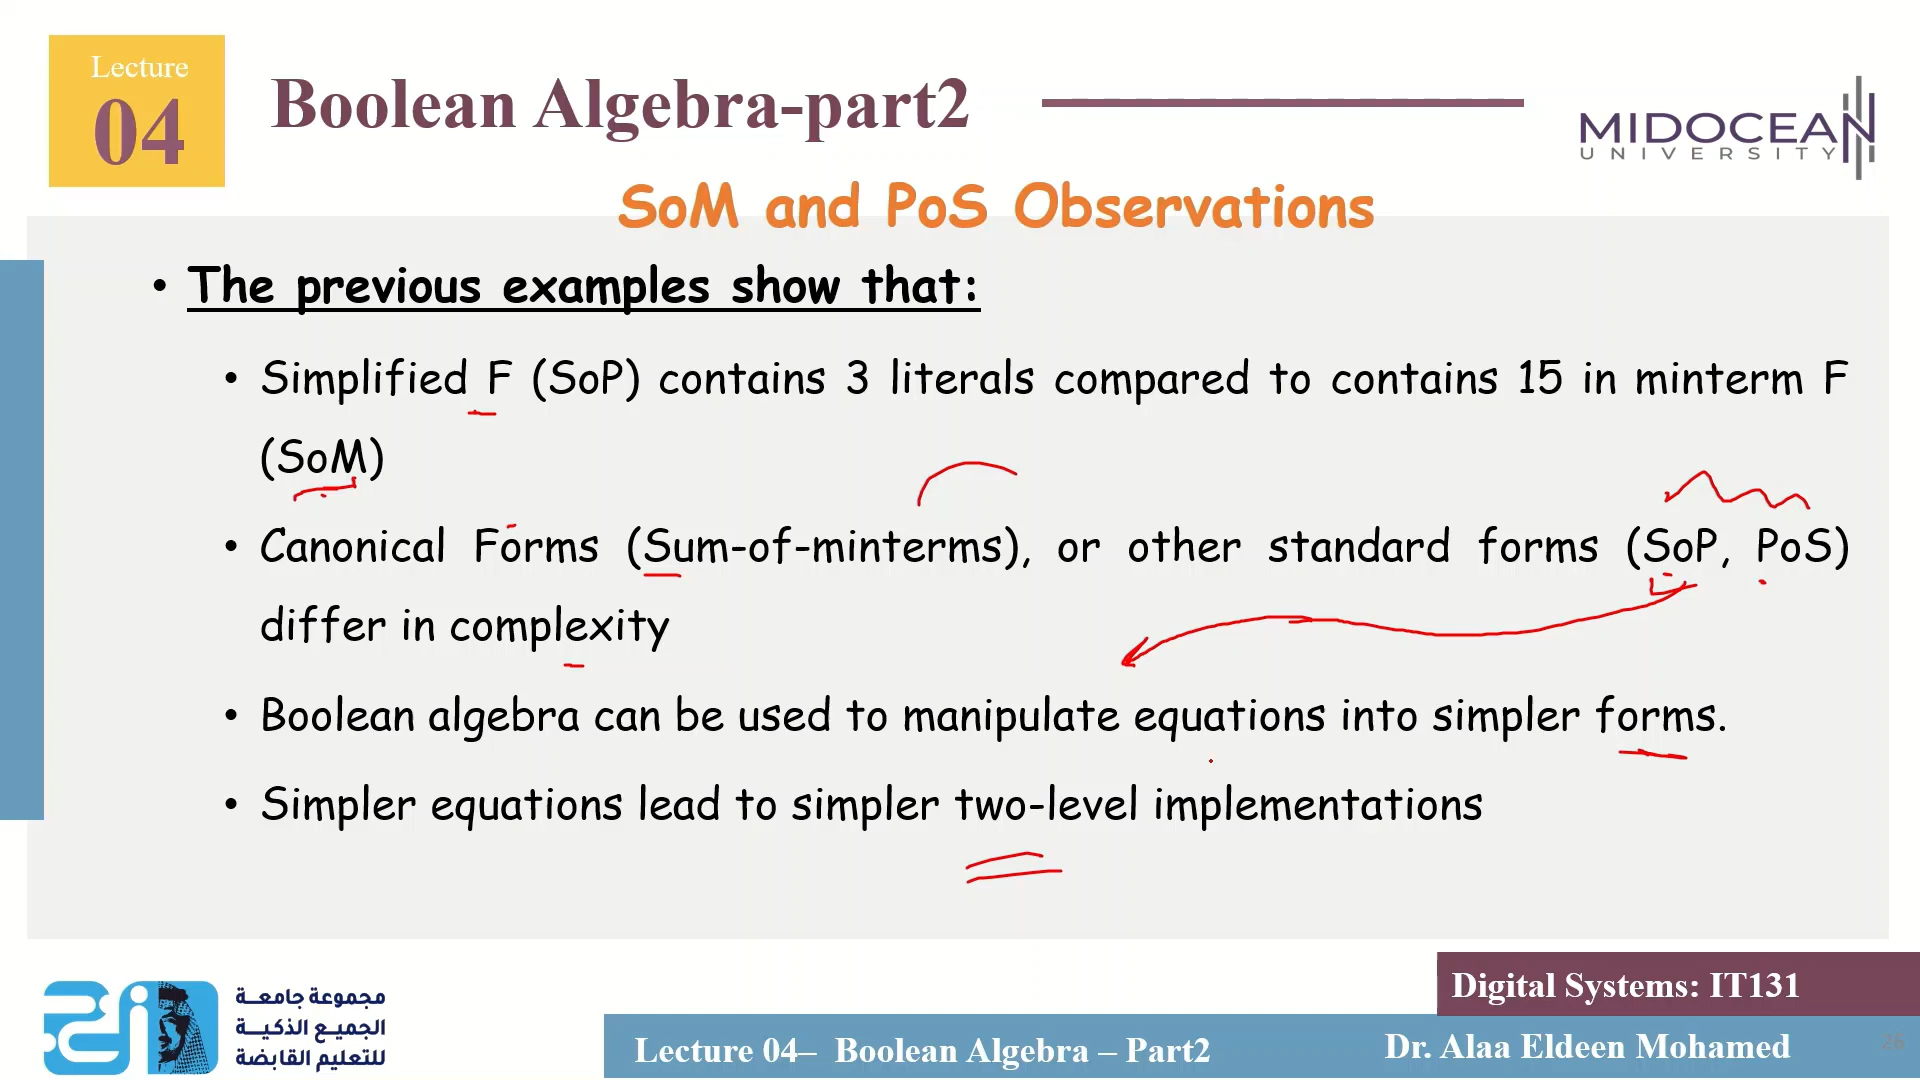 Lecture
04
Boolean Algebra-part2
MIDOCEAN
UNIVERSITY
SoM and PoS Observations
• The previous examples show that:
• Simplified F (SoP) contains 3 literals compared to contains 15 in minterm F
(SoM)
• Canonical Forms (Sum-of-minterms), or other standard forms (SoP, PoS)
differ in complexity
• Boolean algebra can be used to manipulate equations into simpler forms.
• Simpler equations lead to simpler two-level implementations
Digital Systems: IT131
مجموعة جامعة
الجميع الذكية
للتعليم القابضة
Lecture 04– Boolean Algebra – Part2
Dr. Alaa Eldeen Mohamed
26